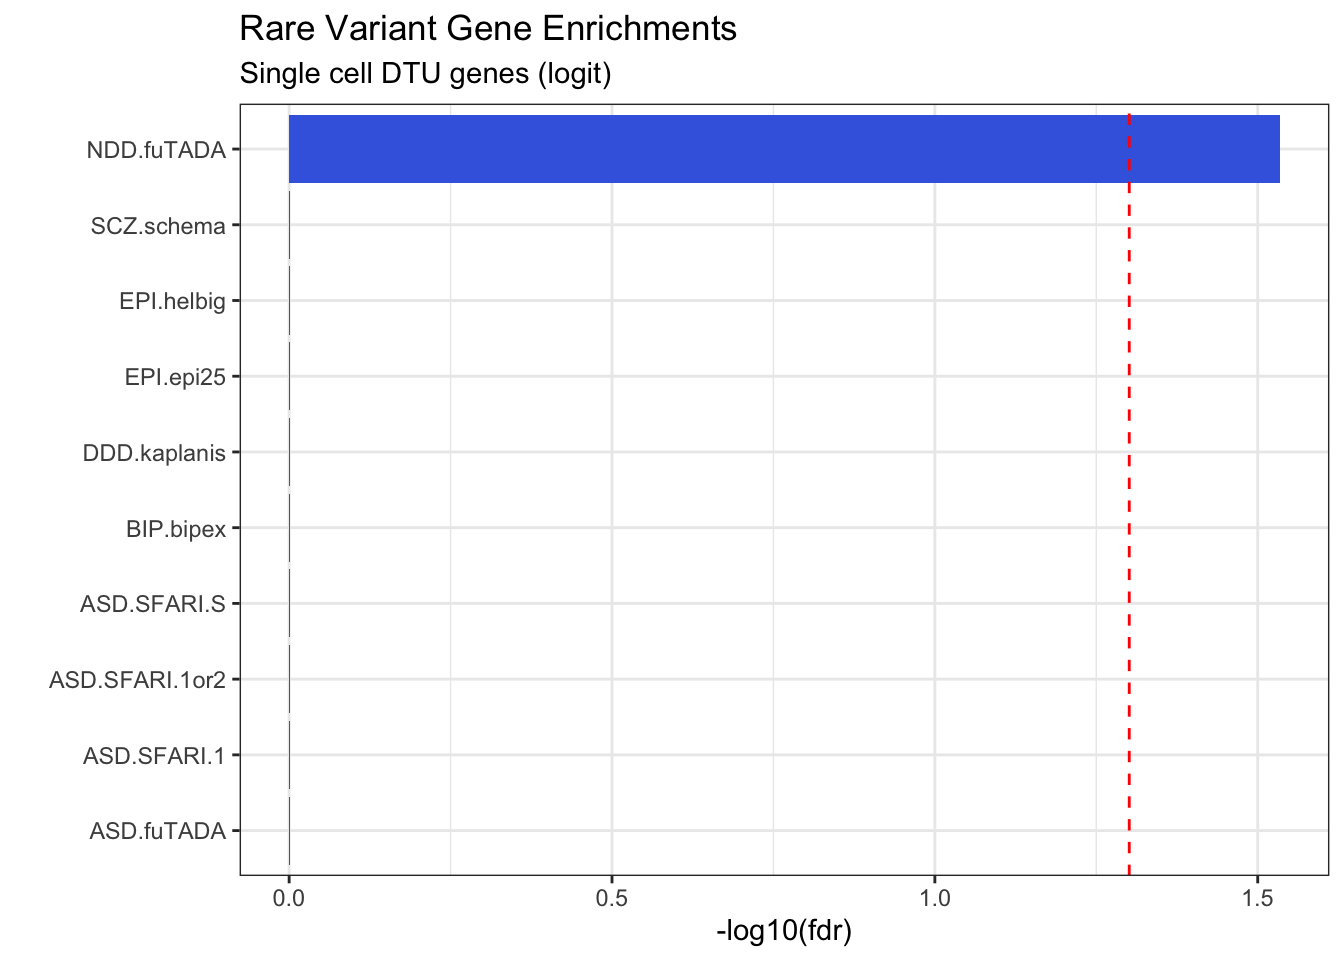 Rare Variant Gene Enrichments
Single cell DTU genes (logit)
NDD.fuTADA
SCZ.schema
EPI.helbig
EPI.epi25
DDD.kaplanis
BIP.bipex
ASD.SFARI.S
ASD.SFARI.1or2
ASD.SFARI.1
ASD.fuTADA
0.0 0.5 1.0 1.5
-log10(fdr)